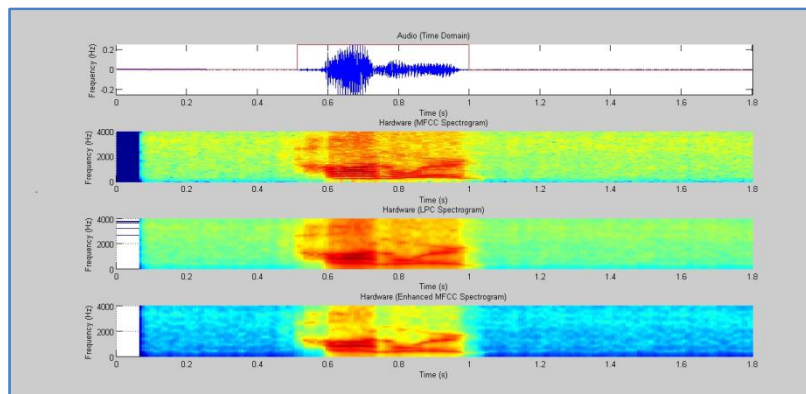 Audio (Time Domain)
Frequency (Hz)
0.2
0
-0.2
0 0.2 0.4 0.6 0.8 1 1.2 1.4 1.6 1.8
Time (s)
Hardware (MFCC Spectrogram)
Frequency (Hz)
4000
2000
0
0 0.2 0.4 0.6 0.8 1 1.2 1.4 1.6 1.8
Time (s)
Hardware (LPC Spectrogram)
Frequency (Hz)
4000
2000
0
0 0.2 0.4 0.6 0.8 1 1.2 1.4 1.6 1.8
Time (s)
Hardware (Enhanced MFCC Spectrogram)
Frequency (Hz)
4000
2000
0
0 0.2 0.4 0.6 0.8 1 1.2 1.4 1.6 1.8
Time (s)